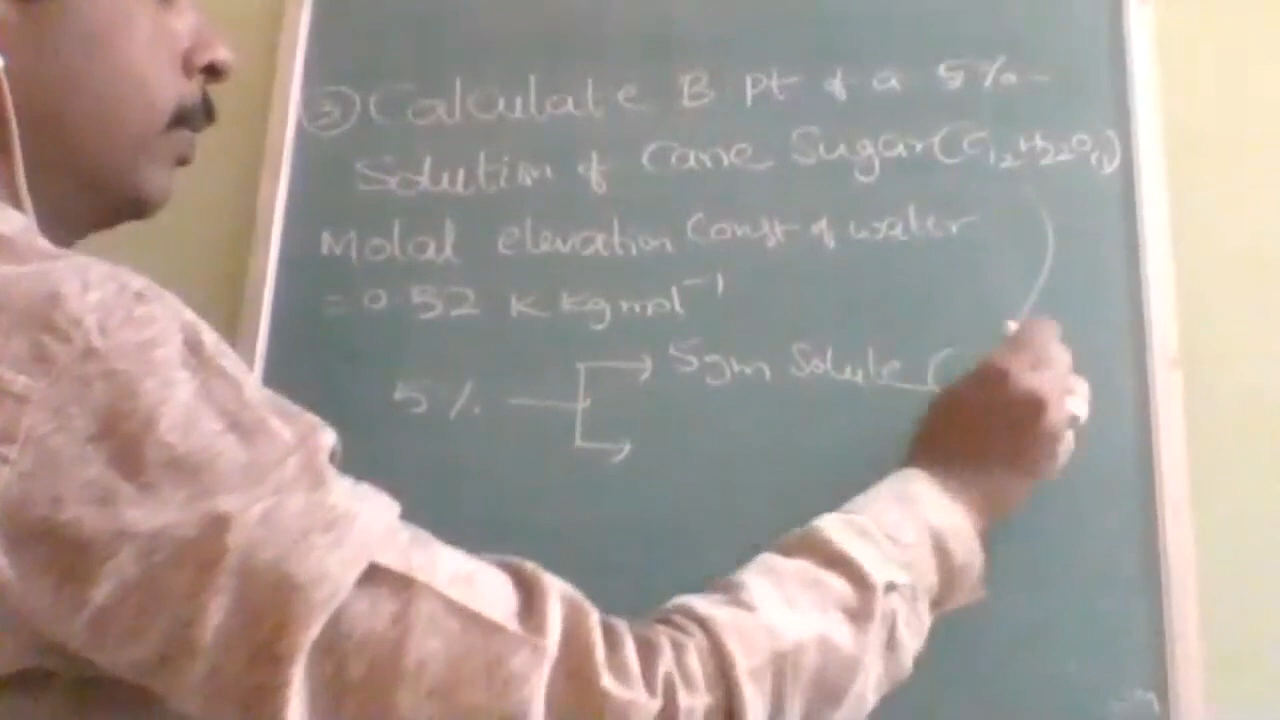 ③ Calculate B pt of a 5%
Solution of Cane Sugar (C₁₂H₂₂O₁₁)
Molal elevation Const of water
= 0.52 K Kg mol⁻¹
5% → 5gm Solute (